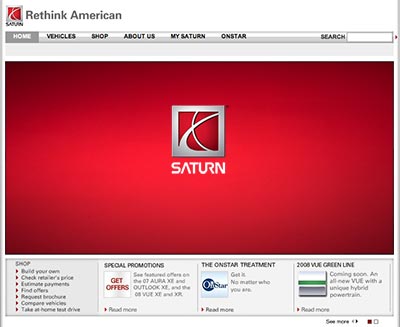 Rethink American
SATURN
HOME VEHICLES SHOP ABOUT US MY SATURN ONSTAR SEARCH
SATURN
SHOP
Build your own
Check retailer's price
Estimate payments
Find offers
Request brochure
Compare vehicles
Take at-home test drive
SPECIAL PROMOTIONS
GET OFFERS
See featured offers on
the 07 AURA XE and
OUTLOOK XE, and the
08 VUE XE and XR.
Read more
THE ONSTAR TREATMENT
OnStar
Get it.
No matter who
you are.
Read more
2008 VUE GREEN LINE
Coming soon. An
all-new VUE with a
unique hybrid
powertrain.
Read more
See more